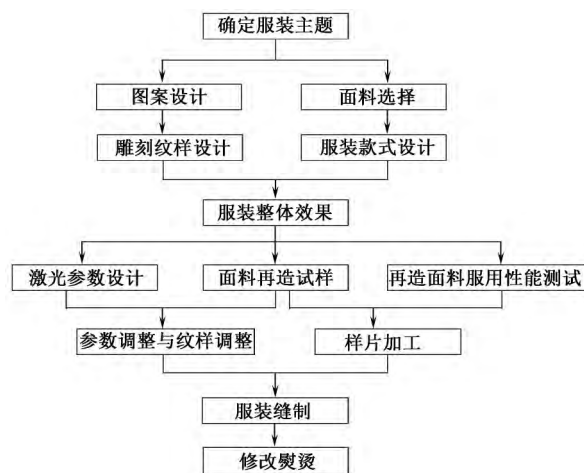 确定服装主题
图案设计
面料选择
雕刻纹样设计
服装款式设计
服装整体效果
激光参数设计
面料再造试样
再造面料服用性能测试
参数调整与纹样调整
样片加工
服装缝制
修改熨烫